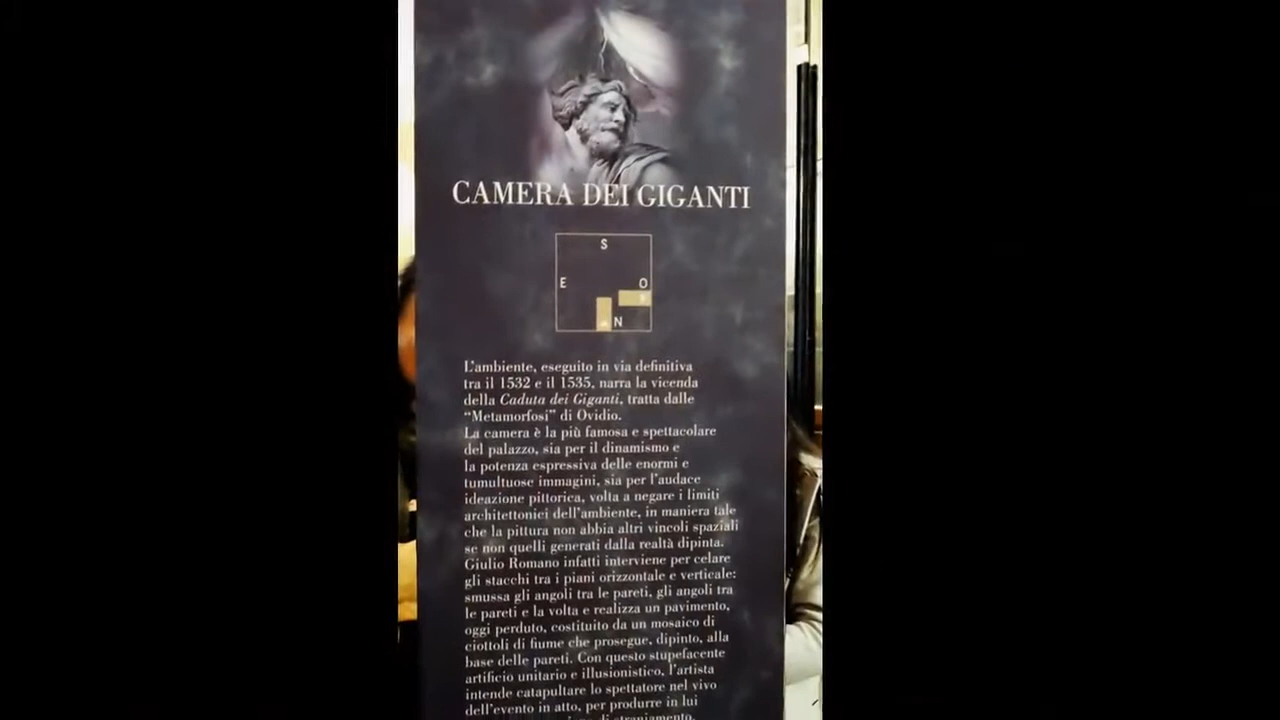 CAMERA DEI GIGANTI
S
E O
N
L'ambiente, eseguito in via definitiva
tra il 1532 e il 1535, narra la vicenda
della Caduta dei Giganti, tratta dalle
“Metamorfosi” di Ovidio.
La camera è la più famosa e spettacolare
del palazzo, sia per il dinamismo e
la potenza espressiva delle enormi e
tumultuose immagini, sia per l'audace
ideazione pittorica, volta a negare i limiti
architettonici dell'ambiente, in maniera tale
che la pittura non abbia altri vincoli spaziali
se non quelli generati dalla realtà dipinta.
Giulio Romano infatti interviene per celare
gli stacchi tra i piani orizzontale e verticale:
smussa gli angoli tra le pareti, gli angoli tra
le pareti e la volta e realizza un pavimento,
oggi perduto, costituito da un mosaico di
ciottoli di fiume che prosegue, dipinto, alla
base delle pareti. Con questo stupefacente
artificio unitario e illusionistico, l'artista
intende catapultare lo spettatore nel vivo
dell'evento in atto, per produrre in lui
di straniamento.